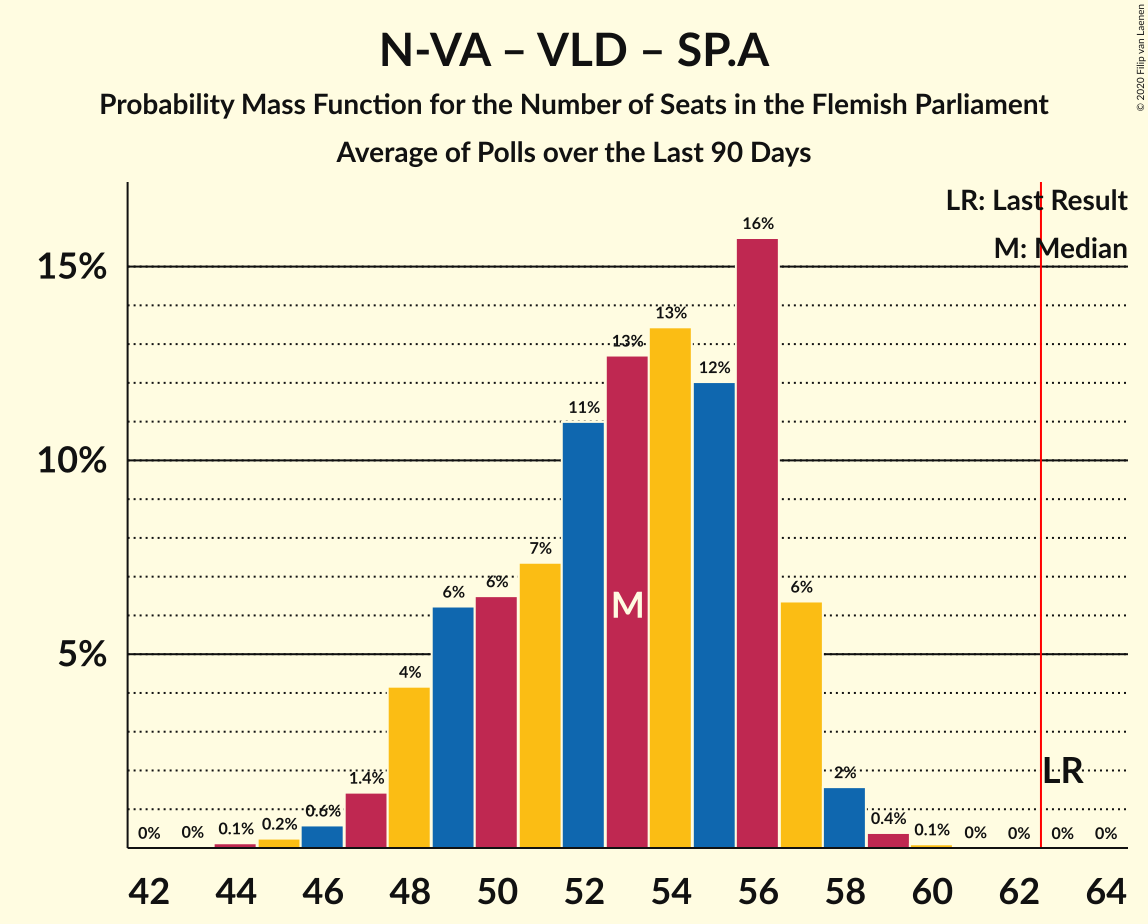 N-VA – VLD – SP.A
Probability Mass Function for the Number of Seats in the Flemish Parliament
Average of Polls over the Last 90 Days
© 2020 Filip van Laenen
LR: Last Result
M: Median
15%
10%
5%
0%
0%
0.1%
0.2%
0.6%
1.4%
4%
6%
6%
7%
11%
13%
13%
12%
16%
6%
2%
0.4%
0.1%
0%
0%
0%
0%
M
LR
42 44 46 48 50 52 54 56 58 60 62 64